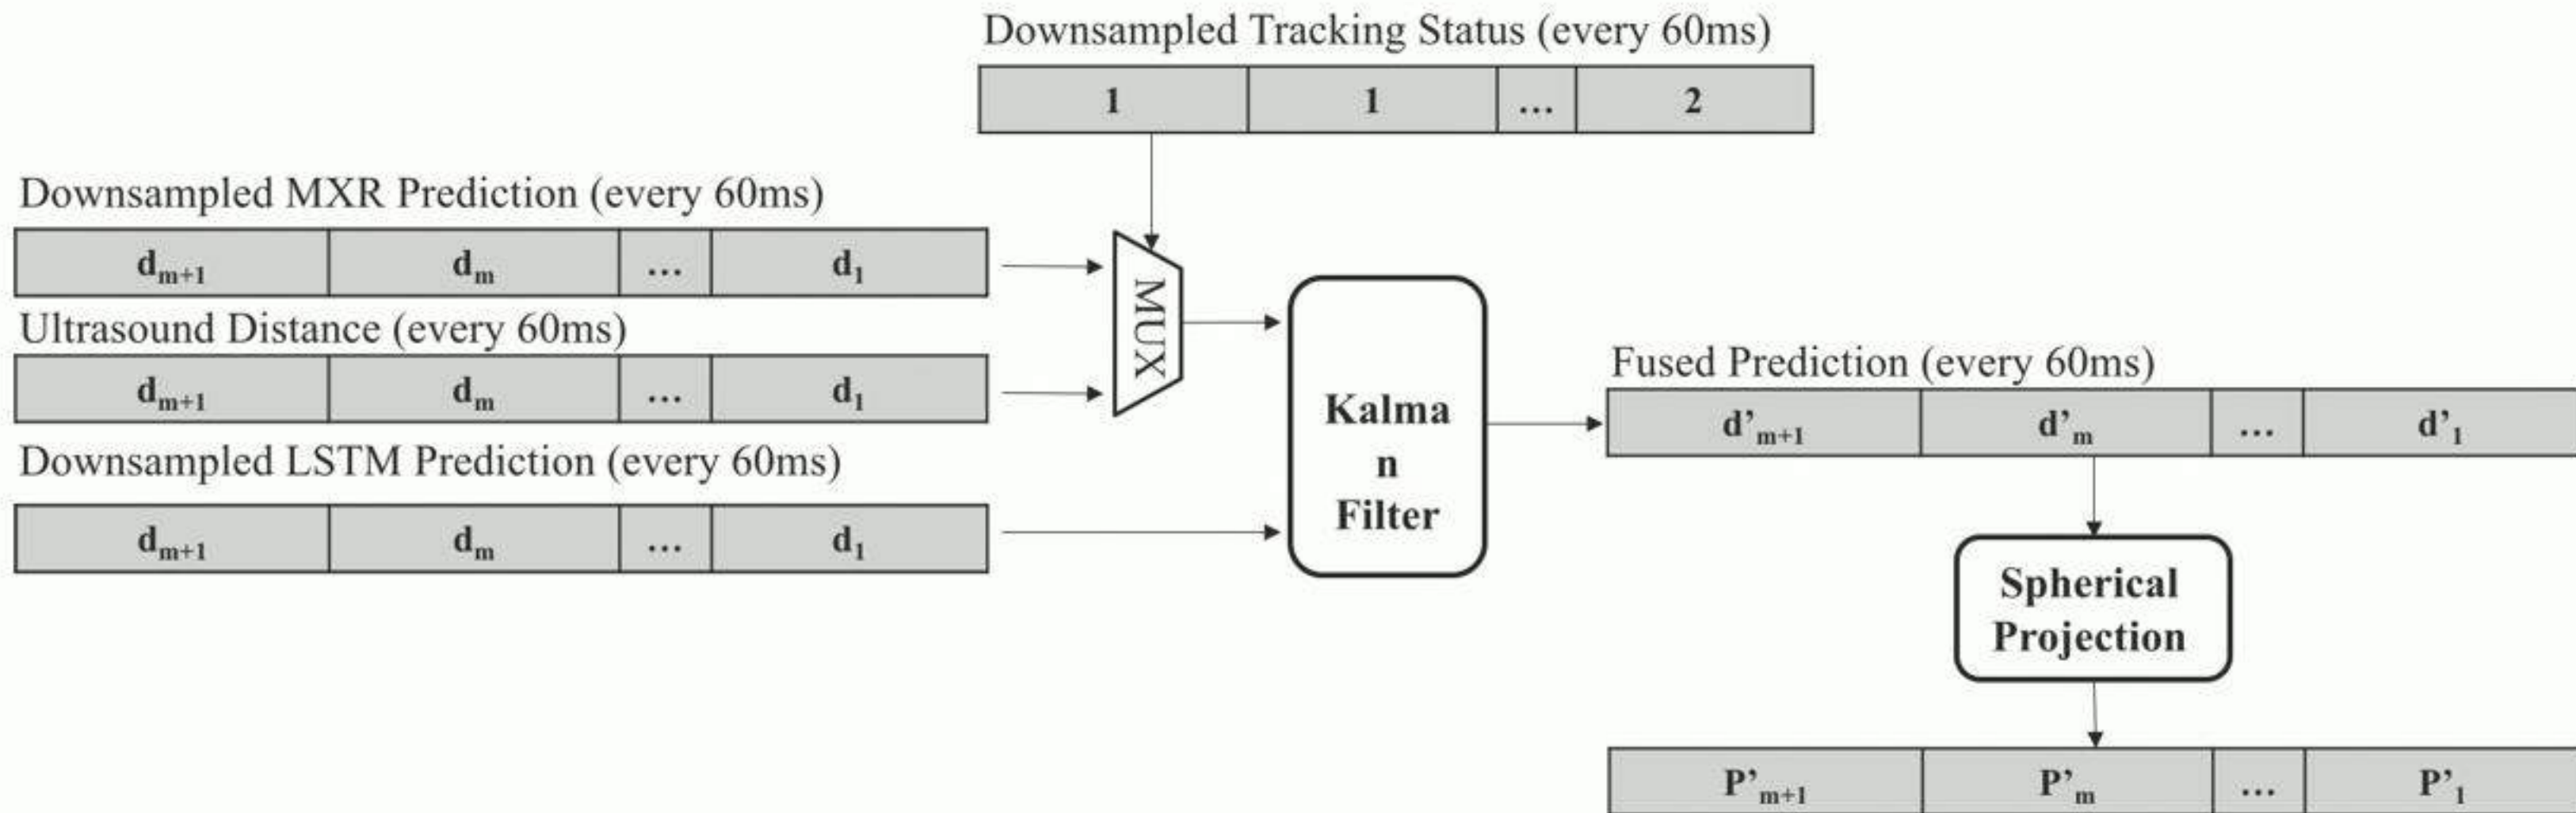 Downsampled Tracking Status (every 60ms)
1 1 ... 2
Downsampled MXR Prediction (every 60ms)
dm+1 dm ... d1
Ultrasound Distance (every 60ms)
dm+1 dm ... d1
Downsampled LSTM Prediction (every 60ms)
dm+1 dm ... d1
MUX
Kalma
n
Filter
Fused Prediction (every 60ms)
d’m+1 d’m ... d’1
Spherical
Projection
P’m+1 P’m ... P’1